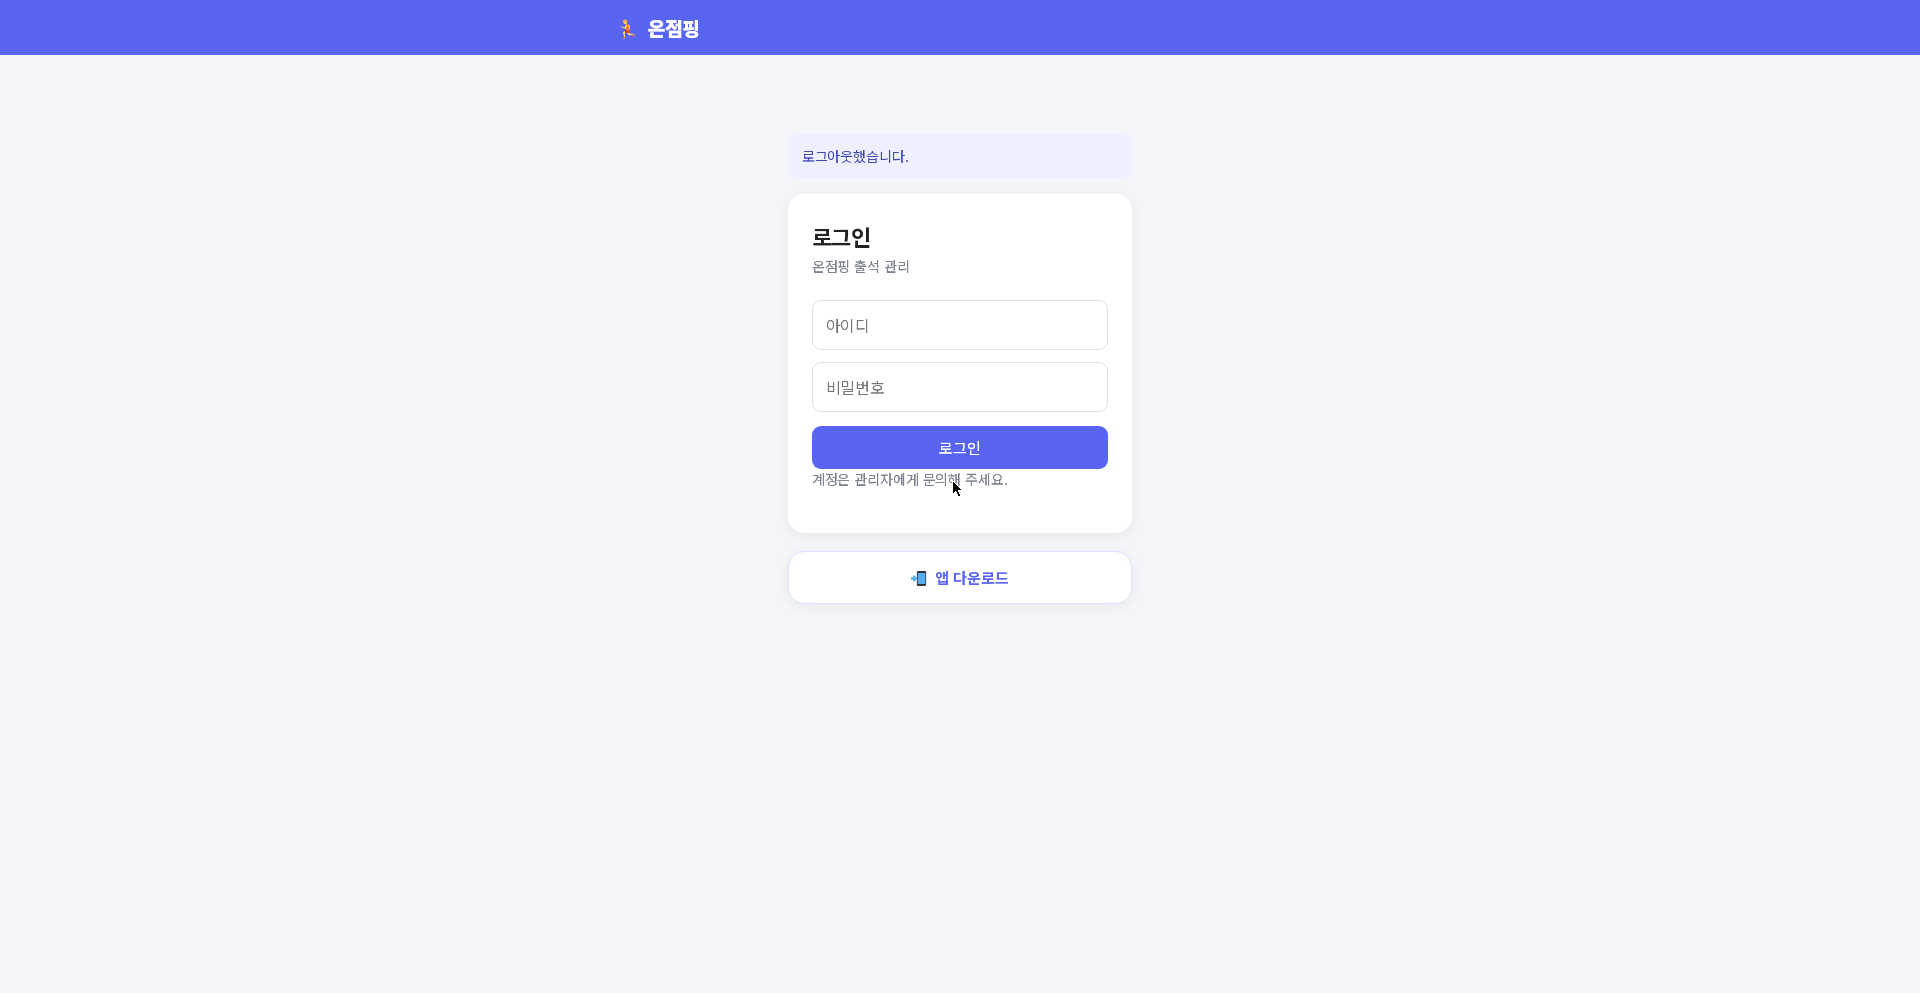 온점핑
로그아웃했습니다.
로그인
온점핑 출석 관리
아이디
비밀번호
로그인
계정은 관리자에게 문의해 주세요.
앱 다운로드